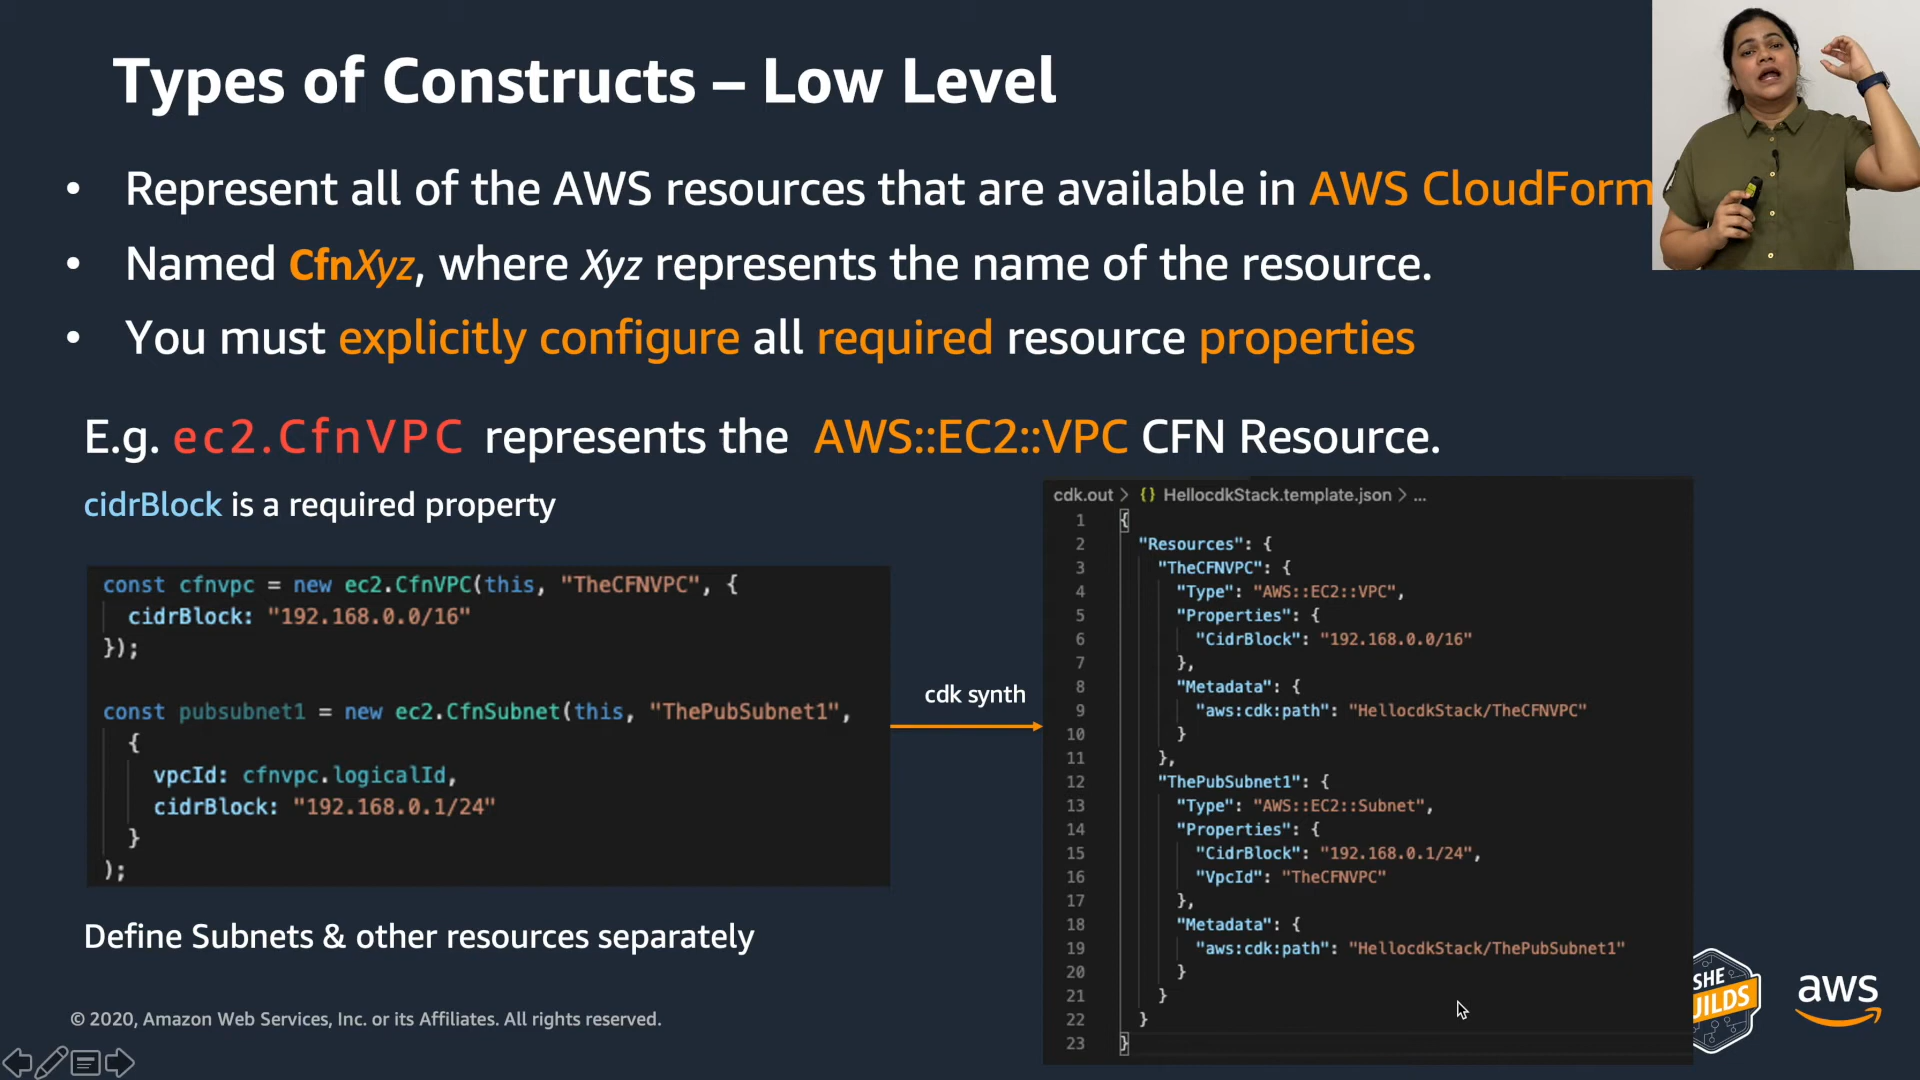 Types of Constructs – Low Level
• Represent all of the AWS resources that are available in AWS CloudForm
• Named CfnXyz, where Xyz represents the name of the resource.
• You must explicitly configure all required resource properties
E.g. ec2.CfnVPC represents the AWS::EC2::VPC CFN Resource.
cidrBlock is a required property
const cfnvpc = new ec2.CfnVPC(this, "TheCFNVPC", {
cidrBlock: "192.168.0.0/16"
});
const pubsubnet1 = new ec2.CfnSubnet(this, "ThePubSubnet1",
{
vpcId: cfnvpc.logicalId,
cidrBlock: "192.168.0.1/24"
}
);
cdk synth
cdk.out > {} HellocdkStack.template.json > ...
1 {
2 "Resources": {
3 "TheCFNVPC": {
4 "Type": "AWS::EC2::VPC",
5 "Properties": {
6 "CidrBlock": "192.168.0.0/16"
7 },
8 "Metadata": {
9 "aws:cdk:path": "HellocdkStack/TheCFNVPC"
10 }
11 },
12 "ThePubSubnet1": {
13 "Type": "AWS::EC2::Subnet",
14 "Properties": {
15 "CidrBlock": "192.168.0.1/24",
16 "VpcId": "TheCFNVPC"
17 },
18 "Metadata": {
19 "aws:cdk:path": "HellocdkStack/ThePubSubnet1"
20 }
21 }
22 }
23 }
Define Subnets & other resources separately
© 2020, Amazon Web Services, Inc. or its Affiliates. All rights reserved.
SHE
UILDS
aws